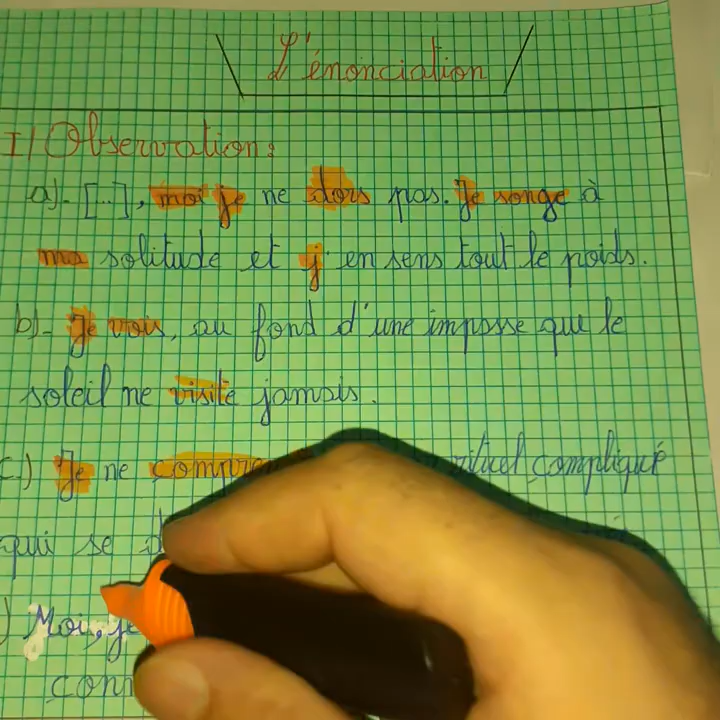 L'énonciation
I/ Observation:
a)- [...], moi je ne dors pas. Je songe à
ma solitude et j'en sens tout le poids.
b)- Je vois, au fond d'une impasse que le
soleil ne visite jamais.
c) Je ne rituel compliqué
qui se
) Moi, je